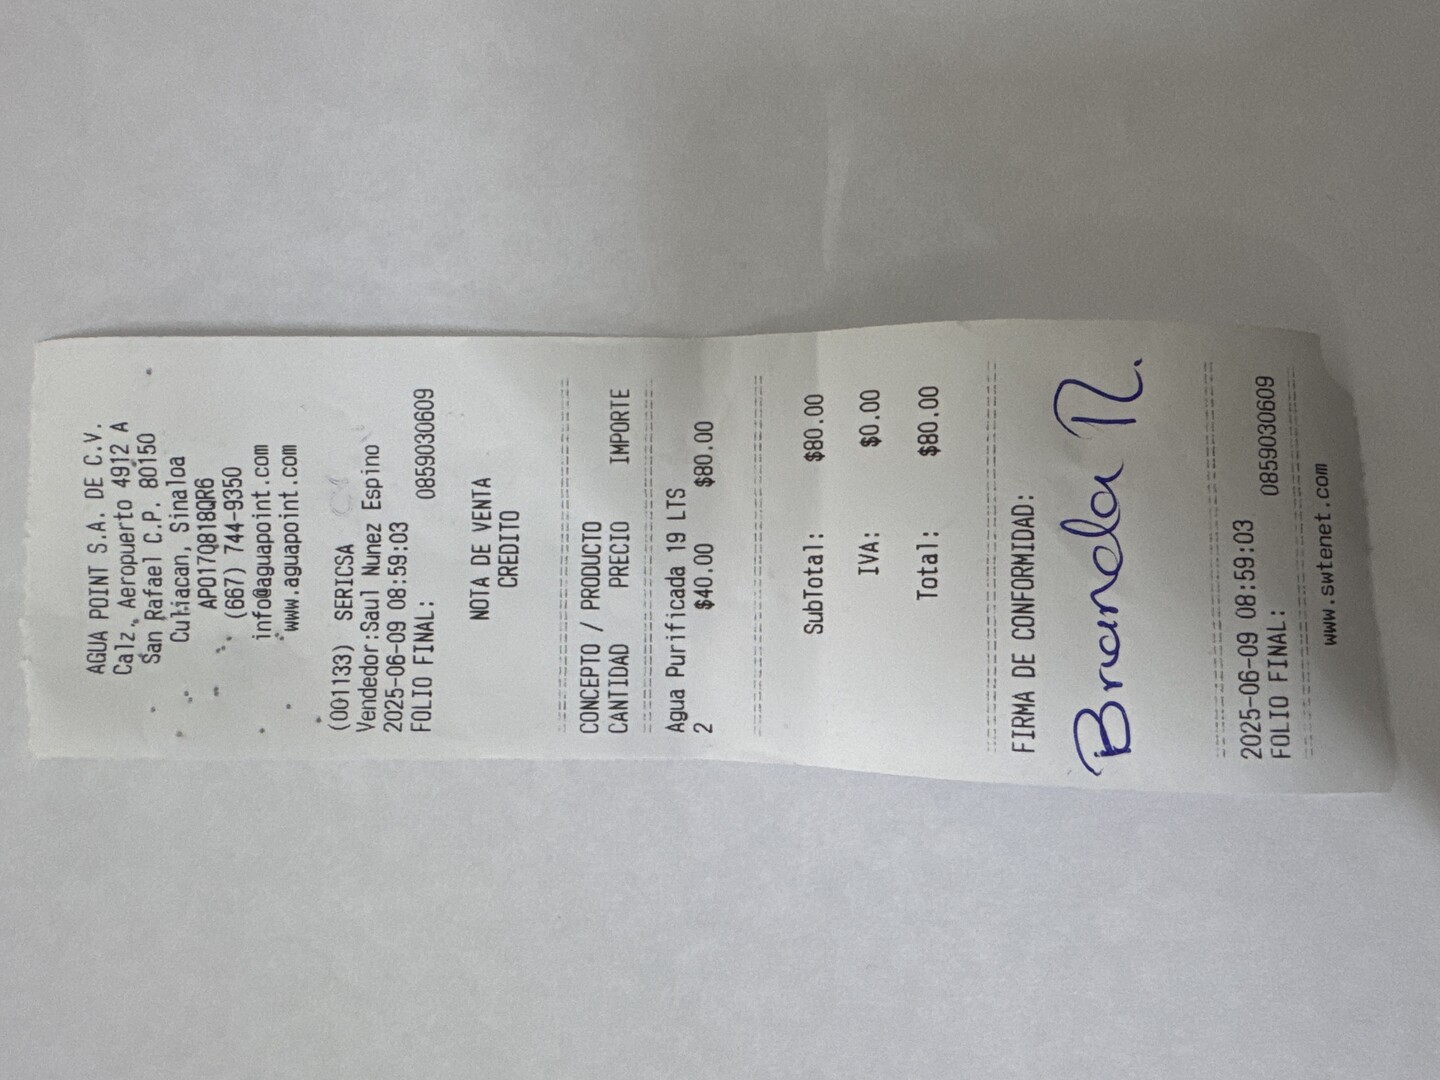 AGUA POINT S.A. DE C.V.
Calz. Aeropuerto 4912 A
San Rafael C.P. 80150
Culiacan, Sinaloa
APO170818QR6
(667) 744-9350
info@aguapoint.com
www.aguapoint.com
(001133) SERICSA
Vendedor:Saul Nunez Espino
2025-06-09 08:59:03
FOLIO FINAL: 0859030609
NOTA DE VENTA
CREDITO
CONCEPTO / PRODUCTO
CANTIDAD PRECIO IMPORTE
Agua Purificada 19 LTS
2 $40.00 $80.00
SubTotal: $80.00
IVA: $0.00
Total: $80.00
FIRMA DE CONFORMIDAD:
Brianda R.
2025-06-09 08:59:03
FOLIO FINAL: 0859030609
www.swtenet.com